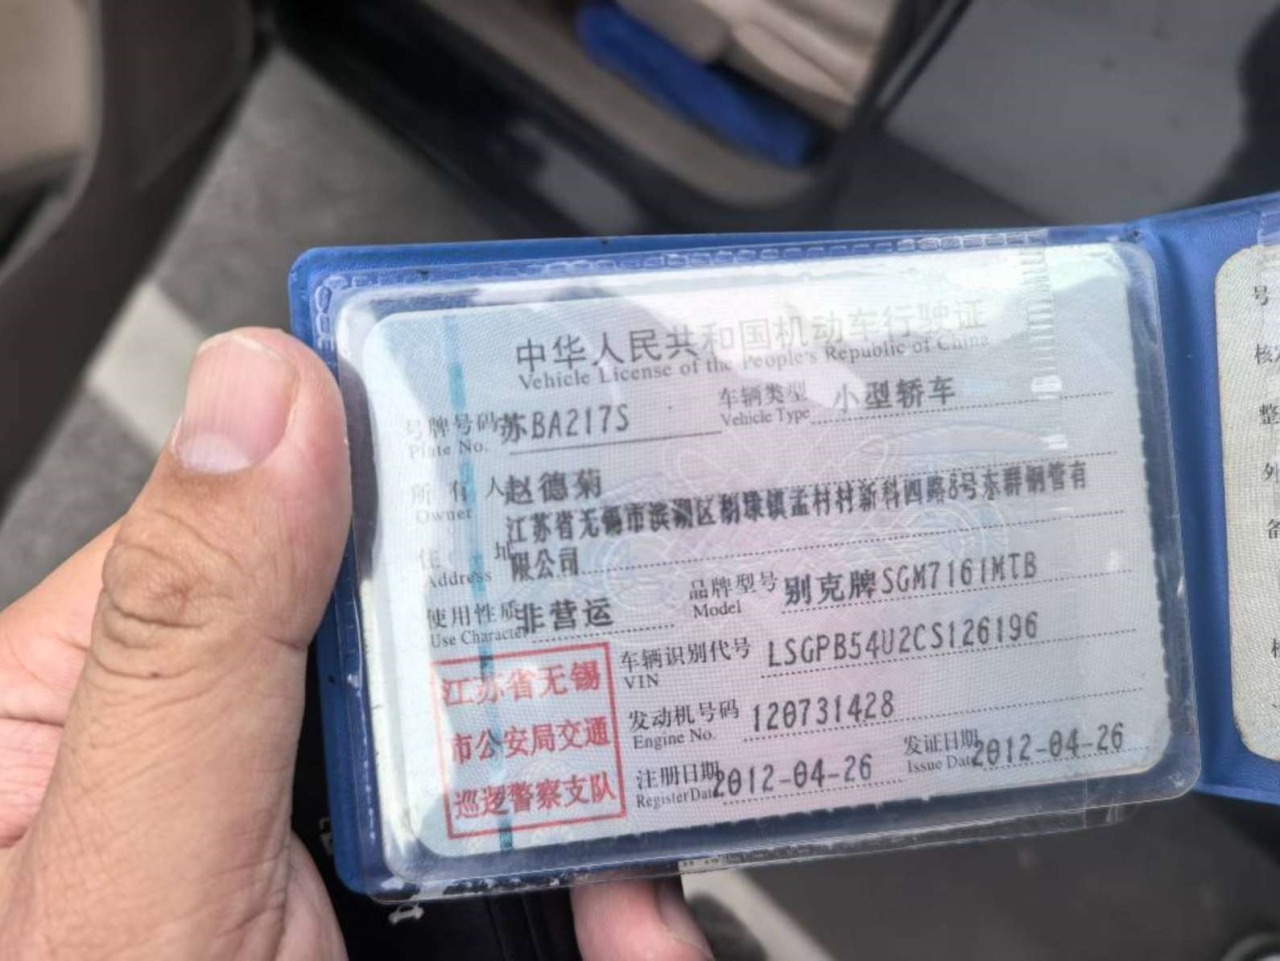 中华人民共和国机动车行驶证
Vehicle License of the People's Republic of China
号牌号码 苏BA217S 车辆类型 小型轿车
Plate No. Vehicle Type
所有人 赵德菊
Owner
江苏省无锡市滨湖区胡埭镇孟村村新科四路8号东群钢管有
住址 限公司
Address
使用性质 非营运 品牌型号 别克牌SGM7161MTB
Use Character Model
车辆识别代号 LSGPB54U2CS126196
VIN
发动机号码 120731428
Engine No.
注册日期 2012-04-26 发证日期 2012-04-26
Register Date Issue Date
江苏省无锡
市公安局交通
巡逻警察支队
号
核
整
外